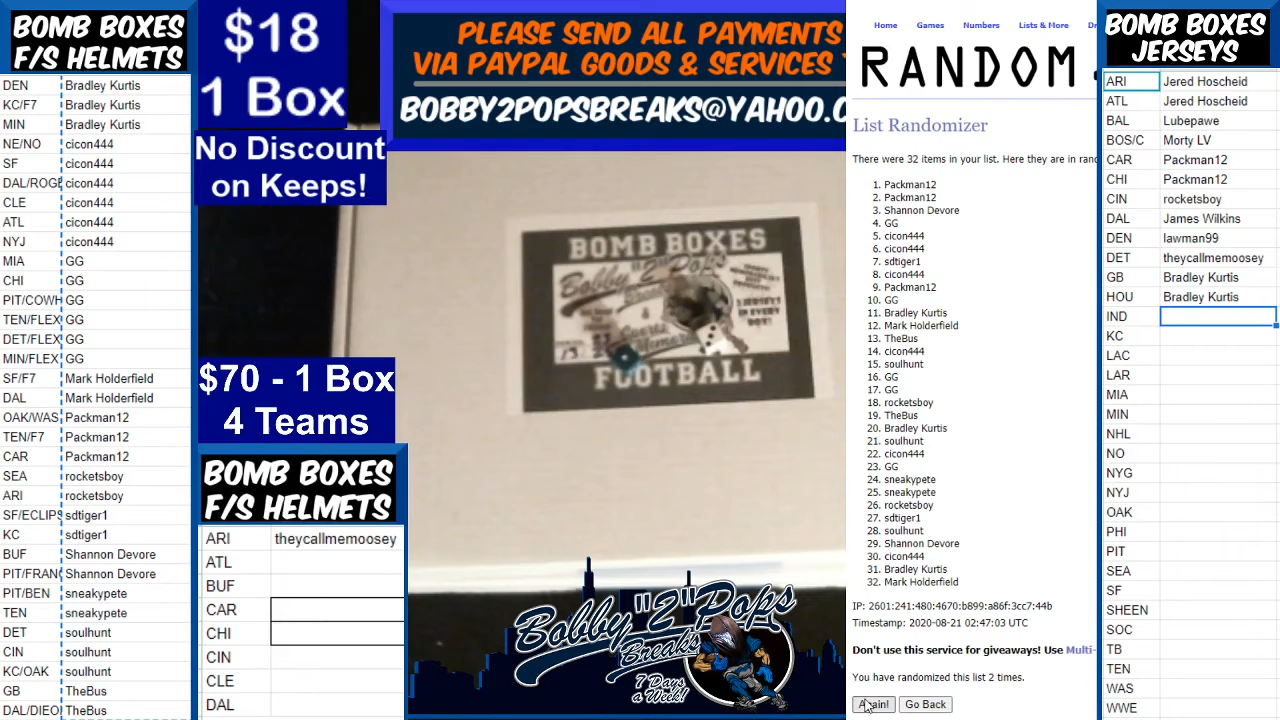 BOMB BOXES
F/S HELMETS
DEN Bradley Kurtis
KC/F7 Bradley Kurtis
MIN Bradley Kurtis
NE/NO cicon444
SF cicon444
DAL/ROGE cicon444
CLE cicon444
ATL cicon444
NYJ cicon444
MIA GG
CHI GG
PIT/COWH GG
TEN/FLEX GG
DET/FLEX GG
MIN/FLEX GG
SF/F7 Mark Holderfield
DAL Mark Holderfield
OAK/WAS Packman12
TEN/F7 Packman12
CAR Packman12
SEA rocketsboy
ARI rocketsboy
SF/ECLIPS sdtiger1
KC sdtiger1
BUF Shannon Devore
PIT/FRAN Shannon Devore
PIT/BEN sneakypete
TEN sneakypete
DET soulhunt
CIN soulhunt
KC/OAK soulhunt
GB TheBus
DAL/DIEO TheBus
$18
1 Box
No Discount
on Keeps!
$70 - 1 Box
4 Teams
BOMB BOXES
F/S HELMETS
ARI theycallmemoosey
ATL
BUF
CAR
CHI
CIN
CLE
DAL
PLEASE SEND ALL PAYMENTS
VIA PAYPAL GOODS & SERVICES
BOBBY2POPSBREAKS@YAHOO.C
BOMB BOXES
Bobby "2" Pops
FOOTBALL
Bobby "2" Pops
Breaks
7 Days
a Week!
Home Games Numbers Lists & More Dr
RANDOM
List Randomizer
There were 32 items in your list. Here they are in rand
1. Packman12
2. Packman12
3. Shannon Devore
4. GG
5. cicon444
6. cicon444
7. sdtiger1
8. cicon444
9. Packman12
10. GG
11. Bradley Kurtis
12. Mark Holderfield
13. TheBus
14. cicon444
15. soulhunt
16. GG
17. GG
18. rocketsboy
19. TheBus
20. Bradley Kurtis
21. soulhunt
22. cicon444
23. GG
24. sneakypete
25. sneakypete
26. rocketsboy
27. sdtiger1
28. soulhunt
29. Shannon Devore
30. cicon444
31. Bradley Kurtis
32. Mark Holderfield
IP: 2601:241:480:4670:b899:a86f:3cc7:44b
Timestamp: 2020-08-21 02:47:03 UTC
Don't use this service for giveaways! Use Multi-
You have randomized this list 2 times.
Again! Go Back
BOMB BOXES
JERSEYS
ARI Jered Hoscheid
ATL Jered Hoscheid
BAL Lubepawe
BOS/C Morty LV
CAR Packman12
CHI Packman12
CIN rocketsboy
DAL James Wilkins
DEN lawman99
DET theycallmemoosey
GB Bradley Kurtis
HOU Bradley Kurtis
IND
KC
LAC
LAR
MIA
MIN
NHL
NO
NYG
NYJ
OAK
PHI
PIT
SEA
SF
SHEEN
SOC
TB
TEN
WAS
WWE